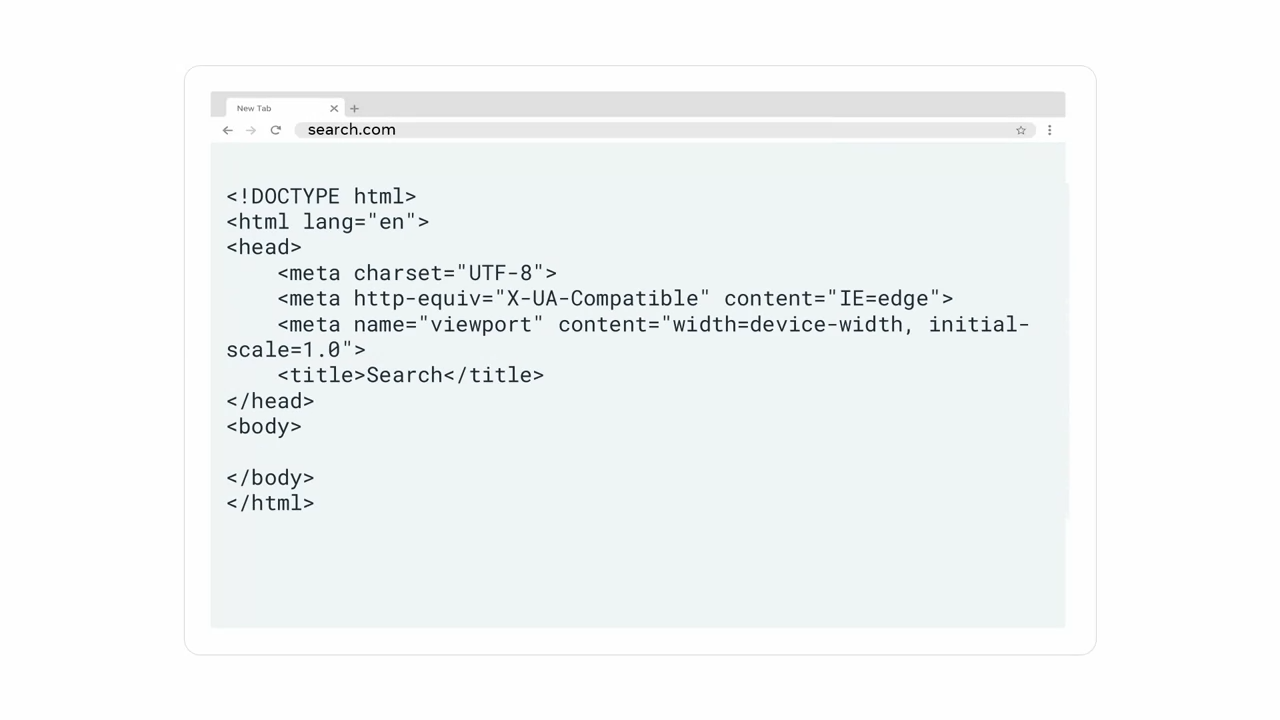 New Tab
search.com
<!DOCTYPE html>
<html lang="en">
<head>
    <meta charset="UTF-8">
    <meta http-equiv="X-UA-Compatible" content="IE=edge">
    <meta name="viewport" content="width=device-width, initial-
scale=1.0">
    <title>Search</title>
</head>
<body>

</body>
</html>